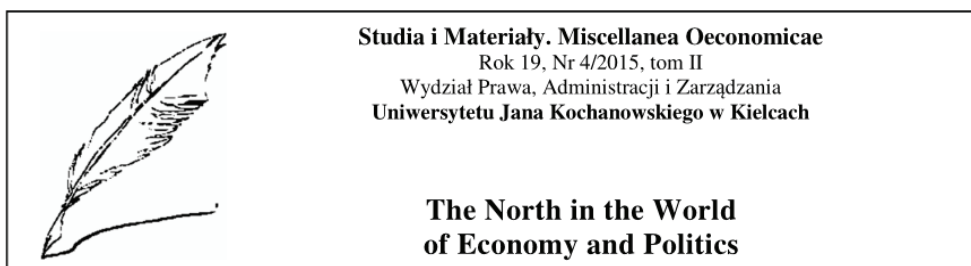 Studia i Materiały. Miscellanea Oeconomicae
Rok 19, Nr 4/2015, tom II
Wydział Prawa, Administracji i Zarządzania
Uniwersytetu Jana Kochanowskiego w Kielcach
The North in the World
of Economy and Politics